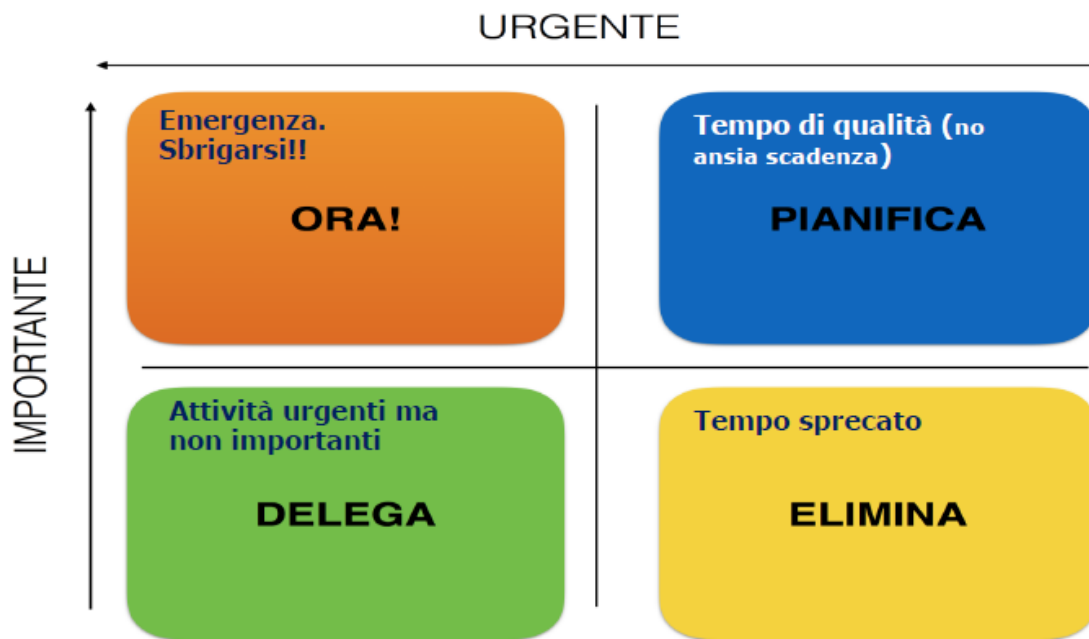 URGENTE
IMPORTANTE
Emergenza.
Sbrigarsi!!
ORA!
Tempo di qualità (no
ansia scadenza)
PIANIFICA
Attività urgenti ma
non importanti
DELEGA
Tempo sprecato
ELIMINA